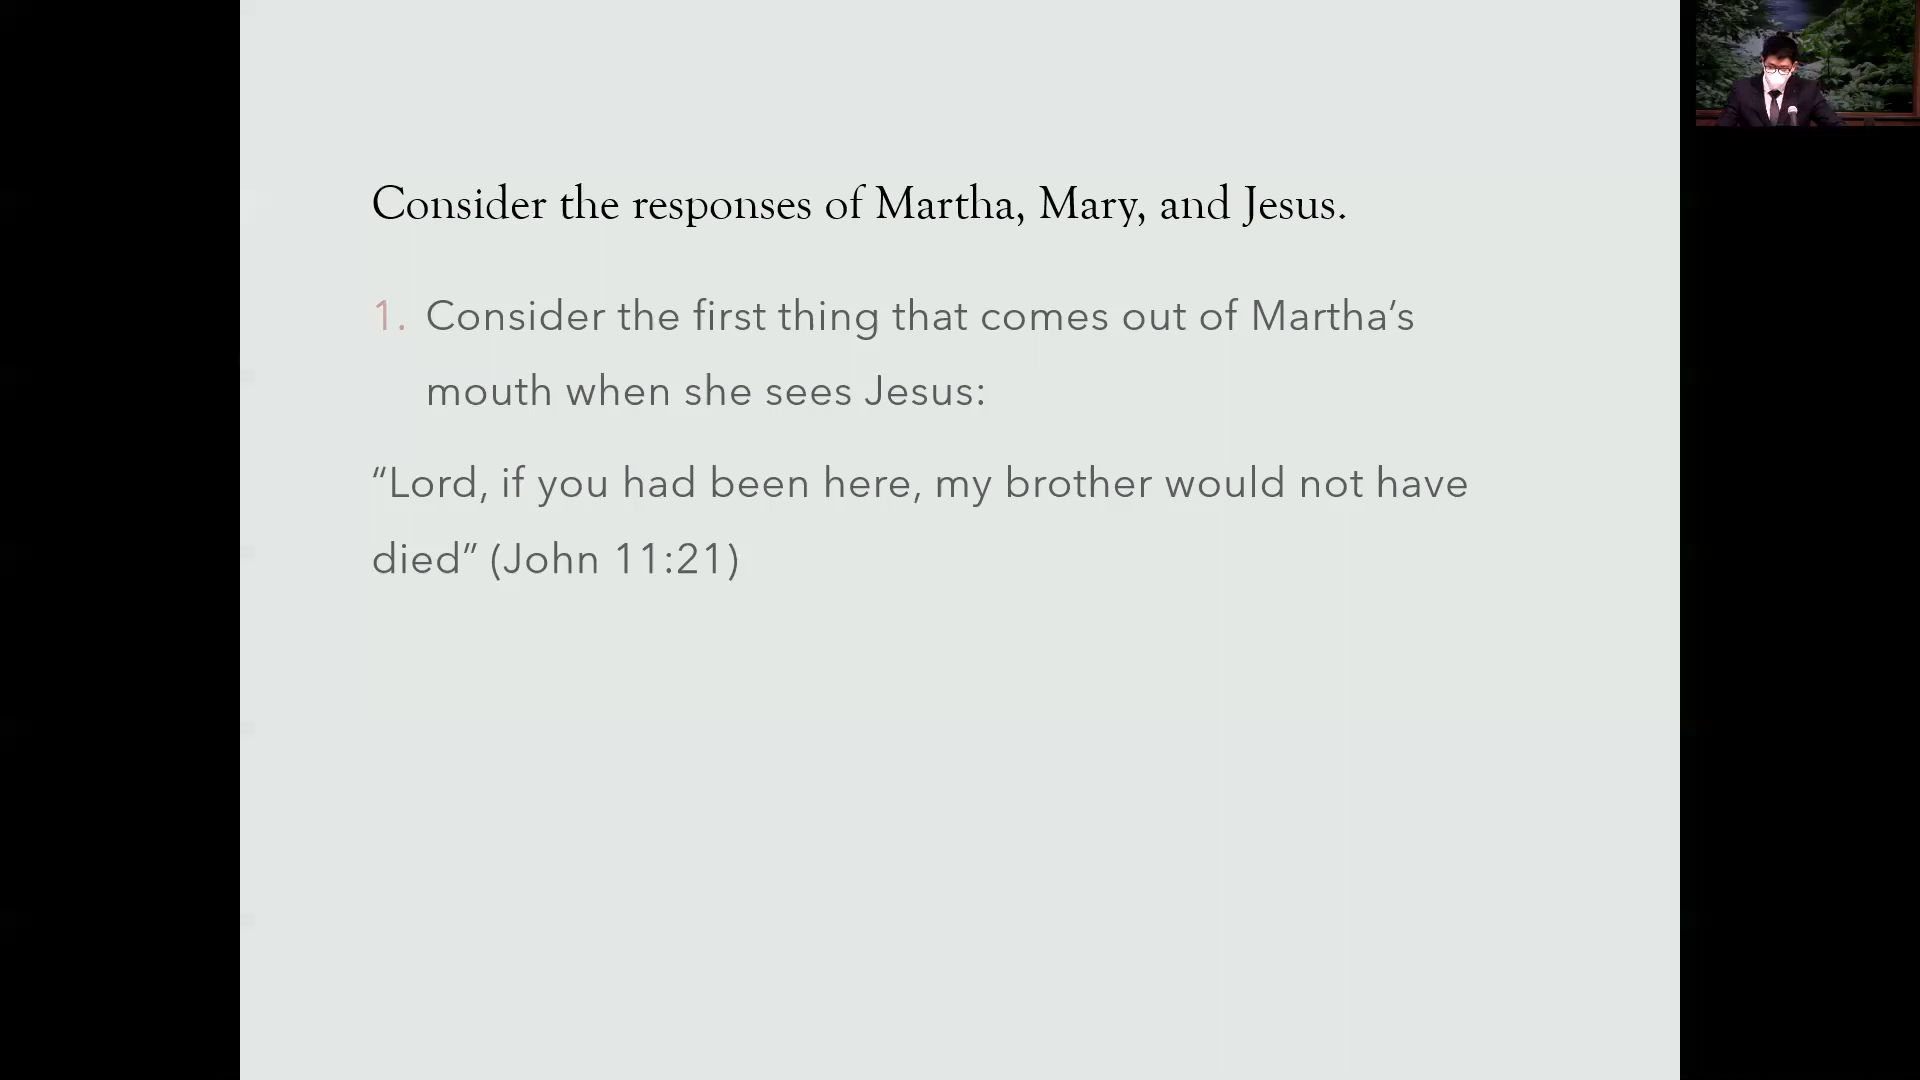 Consider the responses of Martha, Mary, and Jesus.
1. Consider the first thing that comes out of Martha’s
mouth when she sees Jesus:
“Lord, if you had been here, my brother would not have
died” (John 11:21)